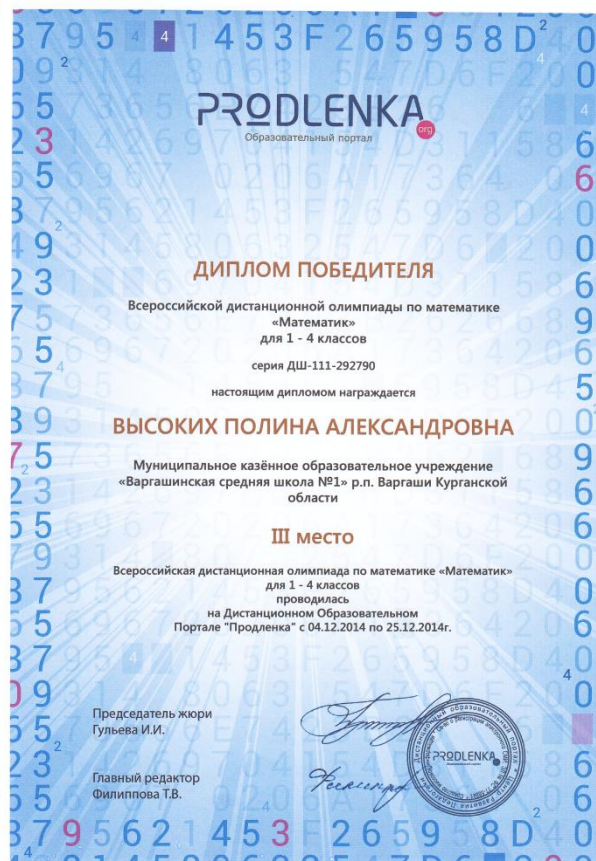 PRODLENKA
org
Образовательный портал
ДИПЛОМ ПОБЕДИТЕЛЯ
Всероссийской дистанционной олимпиады по математике
«Математик»
для 1 - 4 классов
серия ДШ-111-292790
настоящим дипломом награждается
ВЫСОКИХ ПОЛИНА АЛЕКСАНДРОВНА
Муниципальное казённое образовательное учреждение
«Варгашинская средняя школа №1» р.п. Варгаши Курганской
области
III место
Всероссийская дистанционная олимпиада по математике «Математик»
для 1 - 4 классов
проводилась
на Дистанционном Образовательном
Портале "Продленка" с 04.12.2014 по 25.12.2014г.
Председатель жюри
Гульева И.И.
Главный редактор
Филиппова Т.В.
PRODLENKA